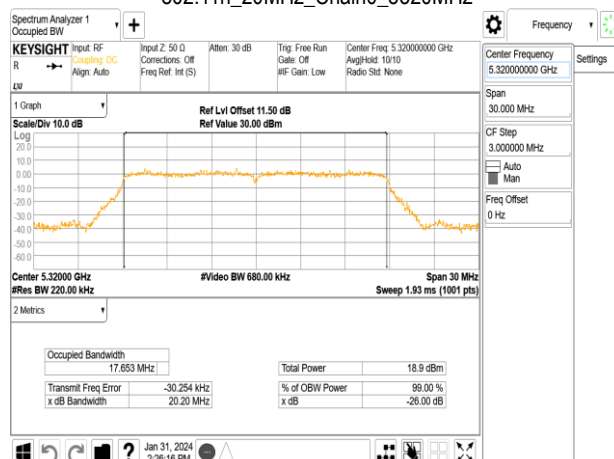 Spectrum Analyzer 1
Occupied BW
Frequency
KEYSIGHT
R
Input: RF
Coupling: DC
Align: Auto
Input Z: 50 Ω
Corrections: Off
Freq Ref: Int (S)
Atten: 30 dB
Trig: Free Run
Gate: Off
#IF Gain: Low
Center Freq: 5.320000000 GHz
Avg|Hold: 10/10
Radio Std: None
LXI
1 Graph
Scale/Div 10.0 dB
Ref Lvl Offset 11.50 dB
Ref Value 30.00 dBm
Log
20.0
10.0
0.00
-10.0
-20.0
-30.0
-40.0
-50.0
-60.0
Center 5.32000 GHz
#Res BW 220.00 kHz
#Video BW 680.00 kHz
Span 30 MHz
Sweep 1.93 ms (1001 pts)
2 Metrics
Occupied Bandwidth
17.653 MHz
Total Power 18.9 dBm
Transmit Freq Error -30.254 kHz
% of OBW Power 99.00 %
x dB Bandwidth 20.20 MHz
x dB -26.00 dB
Center Frequency
5.320000000 GHz
Settings
Span
30.000 MHz
CF Step
3.000000 MHz
Auto
Man
Freq Offset
0 Hz
?
Jan 31, 2024
2:26:16 PM